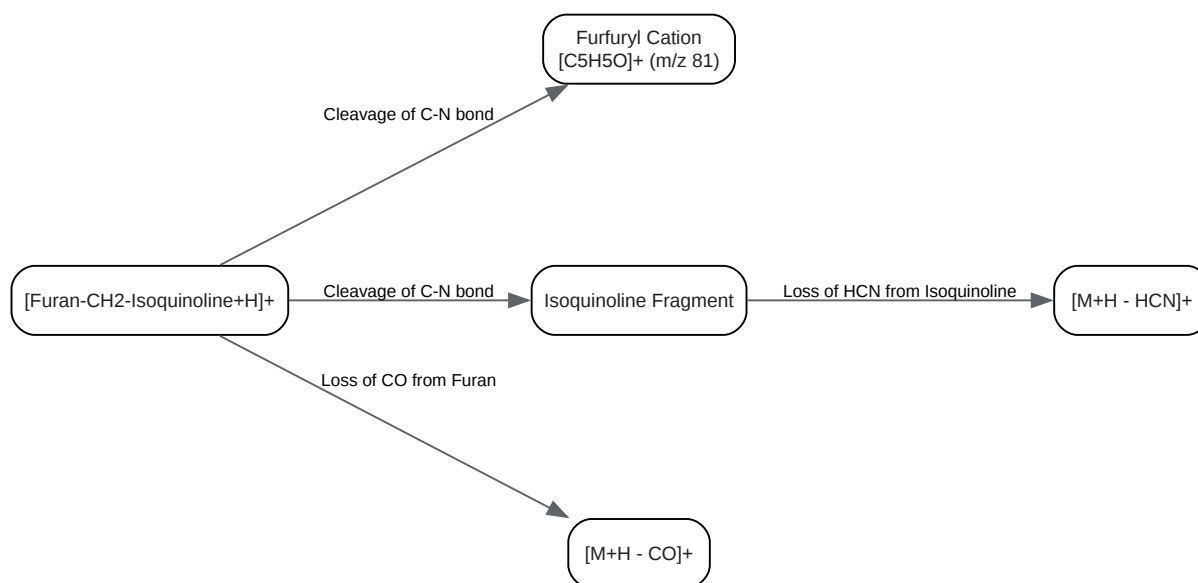 Furfuryl Cation
[C5H5O]+ (m/z 81)
Cleavage of C-N bond
[Furan-CH2-Isoquinoline+H]+
Cleavage of C-N bond
Isoquinoline Fragment
Loss of HCN from Isoquinoline
[M+H - HCN]+
Loss of CO from Furan
[M+H - CO]+